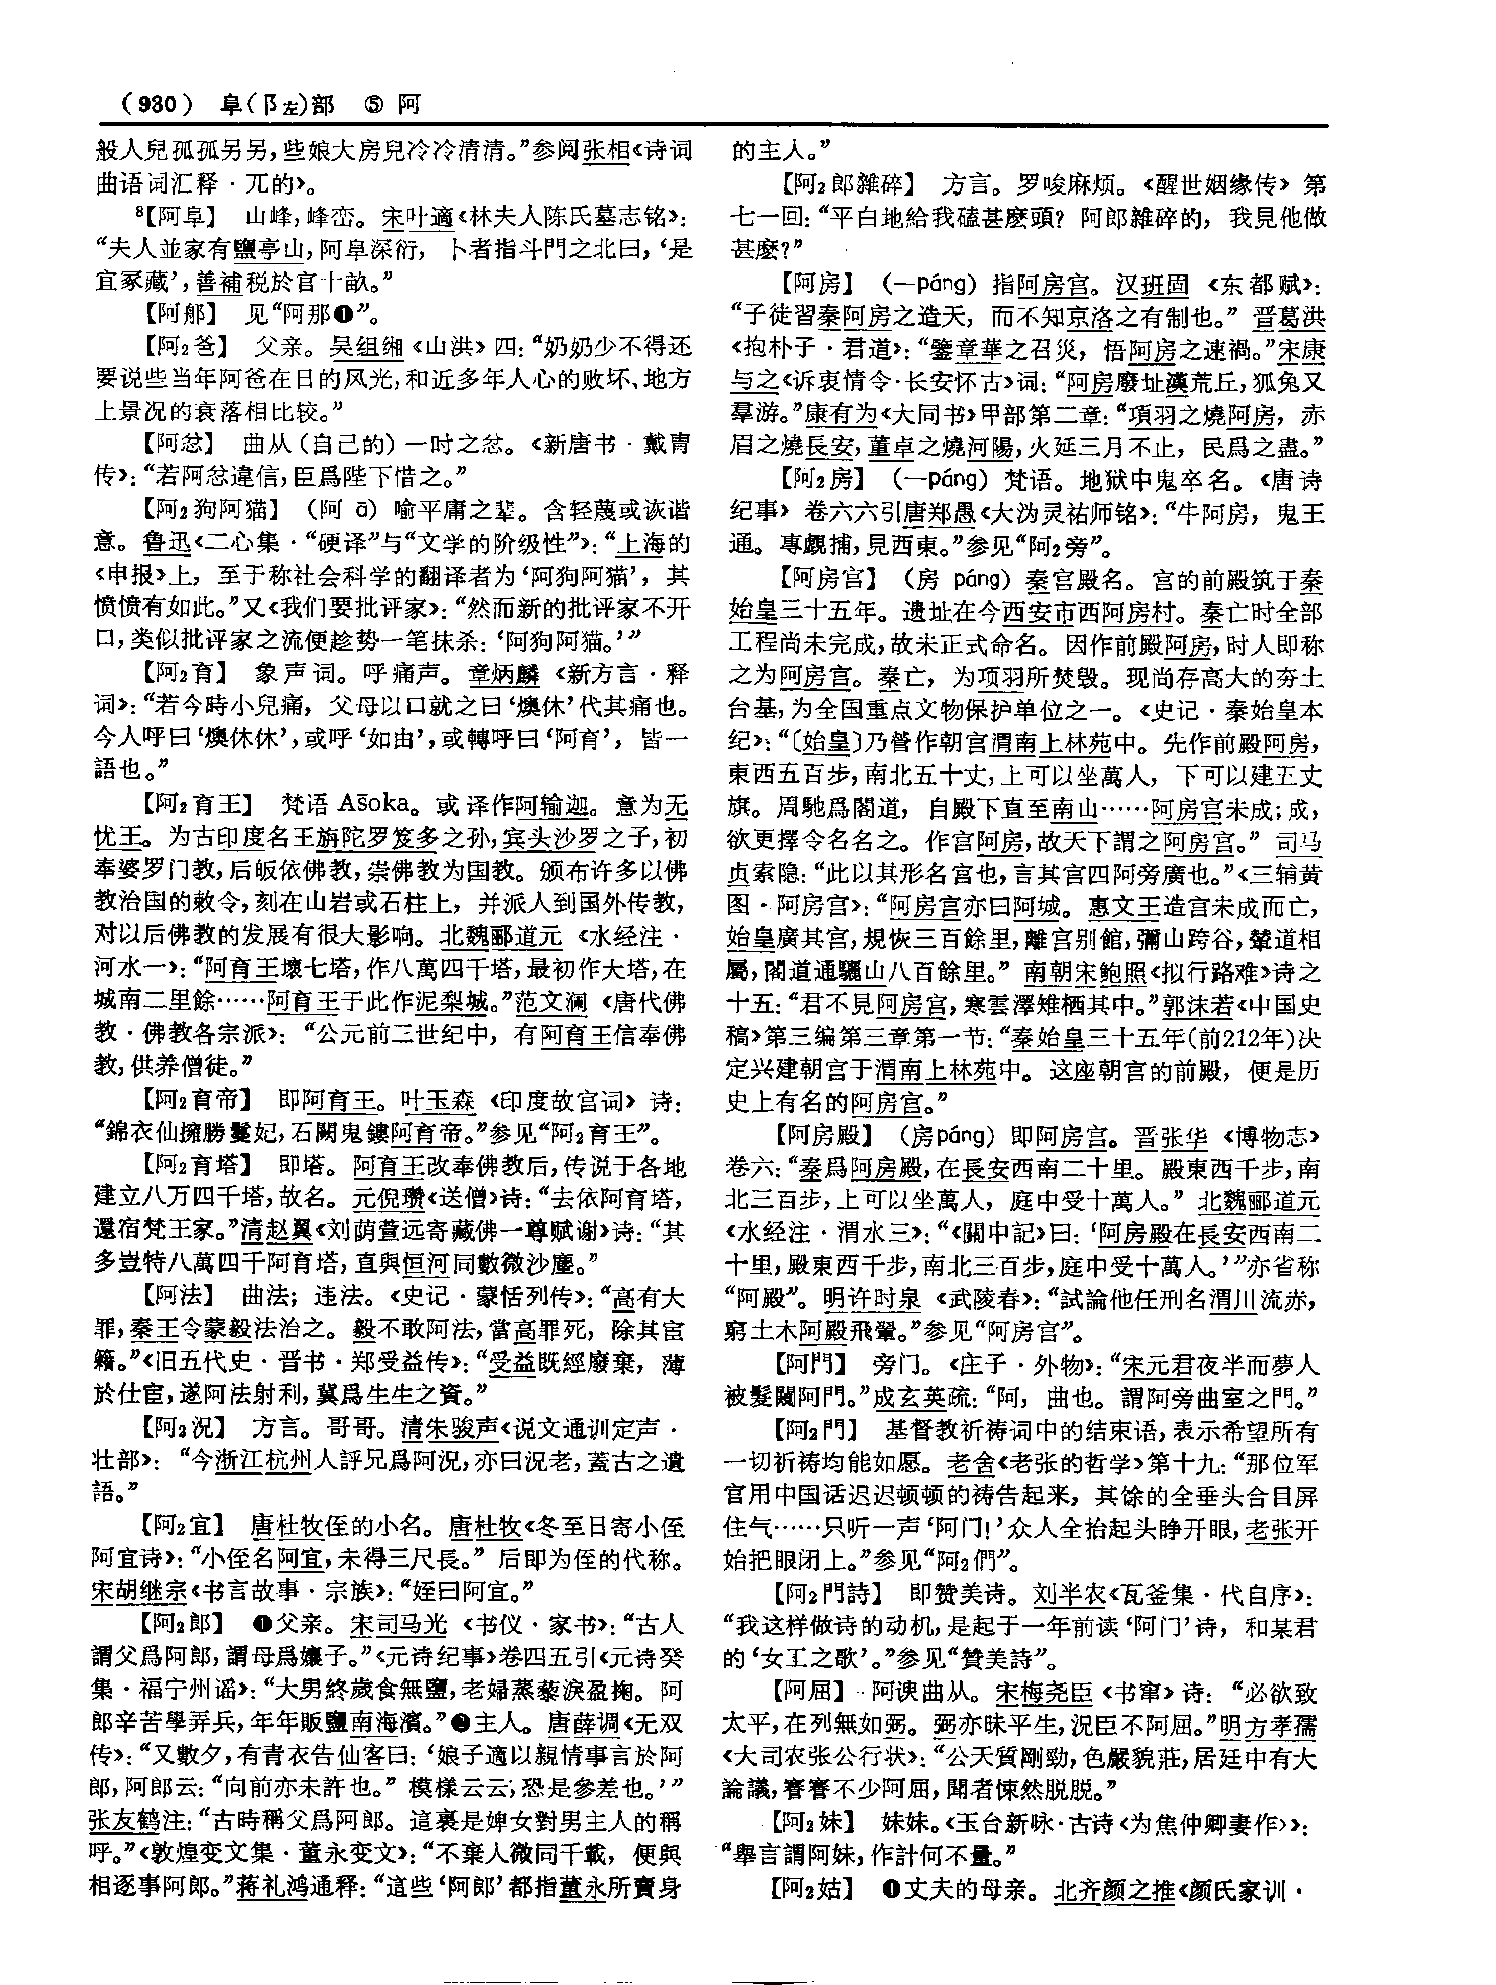 (930) 阜(阝左)部 ⑤ 阿
般人兒孤孤另另，些娘大房兒冷冷清清。”参阅张相《诗词
曲语词汇释·兀的》。
8【阿阜】 山峰，峰峦。宋叶適《林夫人陈氏墓志铭》：
“夫人並家有鹽亭山，阿阜深衍，卜者指斗門之北曰，‘是
宜冢藏’，善補税於官十畝。”
【阿郍】 见“阿那❶”。
【阿2爸】 父亲。吴组缃《山洪》四：“奶奶少不得还
要说些当年阿爸在日的风光，和近多年人心的败坏、地方
上景况的衰落相比较。”
【阿忿】 曲从（自己的）一时之忿。《新唐书·戴胄
传》：“若阿忿違信，臣爲陛下惜之。”
【阿2狗阿猫】 （阿 ā）喻平庸之辈。含轻蔑或诙谐
意。鲁迅《二心集·“硬译”与“文学的阶级性”》：“上海的
《申报》上，至于称社会科学的翻译者为‘阿狗阿猫’，其
愤愤有如此。”又《我们要批评家》：“然而新的批评家不开
口，类似批评家之流便趁势一笔抹杀：‘阿狗阿猫。’”
【阿2育】 象声词。呼痛声。章炳麟《新方言·释
词》：“若今時小兒痛，父母以口就之曰‘燠休’代其痛也。
今人呼曰‘燠休休’，或呼‘如由’，或轉呼曰‘阿育’，皆一
語也。”
【阿2育王】 梵语 Aśoka。或译作阿输迦。意为无
忧王。为古印度名王旃陀罗笈多之孙，宾头沙罗之子，初
奉婆罗门教，后皈依佛教，崇佛教为国教。颁布许多以佛
教治国的敕令，刻在山岩或石柱上，并派人到国外传教，
对以后佛教的发展有很大影响。北魏郦道元《水经注·
河水一》：“阿育王壞七塔，作八萬四千塔，最初作大塔，在
城南二里餘……阿育王于此作泥梨城。”范文澜《唐代佛
教·佛教各宗派》：“公元前三世纪中，有阿育王信奉佛
教，供养僧徒。”
【阿2育帝】 即阿育王。叶玉森《印度故宫词》诗：
“錦衣仙擁勝鬘妃，石闕鬼鏤阿育帝。”参见“阿2育王”。
【阿2育塔】 即塔。阿育王改奉佛教后，传说于各地
建立八万四千塔，故名。元倪瓒《送僧》诗：“去依阿育塔，
還宿梵王家。”清赵翼《刘荫萱远寄藏佛一尊赋谢》诗：“其
多豈特八萬四千阿育塔，直與恒河同數微沙塵。”
【阿法】 曲法；违法。《史记·蒙恬列传》：“高有大
罪，秦王令蒙毅法治之。毅不敢阿法，當高罪死，除其宦
籍。”《旧五代史·晋书·郑受益传》：“受益既經廢棄，薄
於仕宦，遂阿法射利，冀爲生生之資。”
【阿2況】 方言。哥哥。清朱骏声《说文通训定声·
壮部》：“今浙江杭州人評兄爲阿況，亦曰況老，蓋古之遺
語。”
【阿2宜】 唐杜牧侄的小名。唐杜牧《冬至日寄小侄
阿宜诗》：“小侄名阿宜，未得三尺長。”后即为侄的代称。
宋胡继宗《书言故事·宗族》：“姪曰阿宜。”
【阿2郎】 ❶父亲。宋司马光《书仪·家书》：“古人
謂父爲阿郎，謂母爲孃子。”《元诗纪事》卷四五引《元诗癸
集·福宁州谣》：“大男終歲食無鹽，老婦蒸藜淚盈掬。阿
郎辛苦學弄兵，年年販鹽南海濱。”❷主人。唐薛调《无双
传》：“又數夕，有青衣告仙客曰：‘娘子適以親情事言於阿
郎，阿郎云：“向前亦未許也。”模樣云云，恐是參差也。’”
张友鹤注：“古時稱父爲阿郎。這裏是婢女對男主人的稱
呼。”《敦煌变文集·董永变文》：“不棄人微同千載，便與
相逐事阿郎。”蒋礼鸿通释：“這些‘阿郎’都指董永所賣身
的主人。”
【阿2郎雜碎】 方言。罗唆麻烦。《醒世姻缘传》第
七一回：“平白地給我磕甚麽頭？阿郎雜碎的，我見他做
甚麽？”
【阿房】 （—páng）指阿房宫。汉班固《东都赋》：
“子徒習秦阿房之造天，而不知京洛之有制也。”晋葛洪
《抱朴子·君道》：“鑒章華之召災，悟阿房之速禍。”宋康
与之《诉衷情令·长安怀古》词：“阿房廢址漢荒丘，狐兔又
羣游。”康有为《大同书》甲部第二章：“項羽之燒阿房，赤
眉之燒長安，董卓之燒河陽，火延三月不止，民爲之盡。”
【阿2房】 （—páng）梵语。地狱中鬼卒名。《唐诗
纪事》卷六六引唐郑愚《大沩灵祐师铭》：“牛阿房，鬼王
通。專覷捕，見西東。”参见“阿2旁”。
【阿房宫】 （房 páng）秦宫殿名。宫的前殿筑于秦
始皇三十五年。遗址在今西安市西阿房村。秦亡时全部
工程尚未完成，故未正式命名。因作前殿阿房，时人即称
之为阿房宫。秦亡，为项羽所焚毁。现尚存高大的夯土
台基，为全国重点文物保护单位之一。《史记·秦始皇本
纪》：“〔始皇〕乃營作朝宫渭南上林苑中。先作前殿阿房，
東西五百步，南北五十丈，上可以坐萬人，下可以建五丈
旗。周馳爲閣道，自殿下直至南山……阿房宫未成；成，
欲更擇令名名之。作宫阿房，故天下謂之阿房宫。”司马
贞索隐：“此以其形名宫也，言其宫四阿旁廣也。”《三辅黄
图·阿房宫》：“阿房宫亦曰阿城。惠文王造宫未成而亡，
始皇廣其宫，規恢三百餘里，離宫别館，彌山跨谷，輦道相
屬，閣道通驪山八百餘里。”南朝宋鲍照《拟行路难》诗之
十五：“君不見阿房宫，寒雲澤雉栖其中。”郭沫若《中国史
稿》第三编第三章第一节：“秦始皇三十五年（前212年）决
定兴建朝宫于渭南上林苑中。这座朝宫的前殿，便是历
史上有名的阿房宫。”
【阿房殿】 （房páng）即阿房宫。晋张华《博物志》
卷六：“秦爲阿房殿，在長安西南二十里。殿東西千步，南
北三百步，上可以坐萬人，庭中受十萬人。”北魏郦道元
《水经注·渭水三》：“《關中記》曰：‘阿房殿在長安西南二
十里，殿東西千步，南北三百步，庭中受十萬人。’”亦省称
“阿殿”。明许时泉《武陵春》：“試論他任刑名渭川流赤，
窮土木阿殿飛翬。”参见“阿房宫”。
【阿門】 旁门。《庄子·外物》：“宋元君夜半而夢人
被髮闚阿門。”成玄英疏：“阿，曲也。謂阿旁曲室之門。”
【阿2門】 基督教祈祷词中的结束语，表示希望所有
一切祈祷均能如愿。老舍《老张的哲学》第十九：“那位军
官用中国话迟迟顿顿的祷告起来，其馀的全垂头合目屏
住气……只听一声‘阿门！’众人全抬起头睁开眼，老张开
始把眼闭上。”参见“阿2們”。
【阿2門詩】 即赞美诗。刘半农《瓦釜集·代自序》：
“我这样做诗的动机，是起于一年前读‘阿门’诗，和某君
的‘女工之歌’。”参见“贊美詩”。
【阿屈】 阿谀曲从。宋梅尧臣《书窜》诗：“必欲致
太平，在列無如弼。弼亦昧平生，況臣不阿屈。”明方孝孺
《大司农张公行状》：“公天質剛勁，色嚴貌莊，居廷中有大
論議，謇謇不少阿屈，聞者悚然脱脱。”
【阿2妹】 妹妹。《玉台新咏·古诗〈为焦仲卿妻作〉》：
“舉言謂阿妹，作計何不量。”
【阿2姑】 ❶丈夫的母亲。北齐颜之推《颜氏家训·